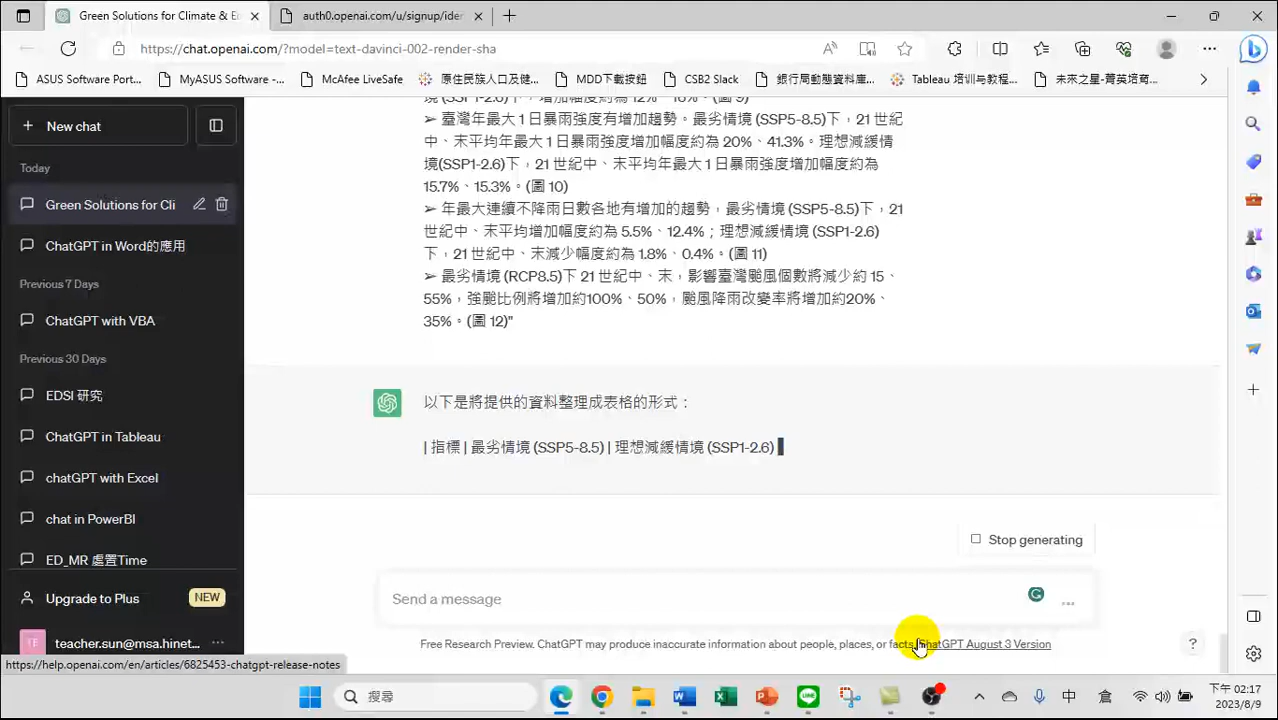 Green Solutions for Climate & E
auth0.openai.com/u/signup/iden
https://chat.openai.com/?model=text-davinci-002-render-sha
ASUS Software Port...
MyASUS Software -...
McAfee LiveSafe
原住民族人口及健...
MDD下載按鈕
CSB2 Slack
銀行局動態資料庫...
Tableau 培训与教程...
未來之星-菁英培育...
New chat
Today
Green Solutions for Cli
ChatGPT in Word的應用
Previous 7 Days
ChatGPT with VBA
Previous 30 Days
EDSI 研究
ChatGPT in Tableau
chatGPT with Excel
chat in PowerBI
ED_MR 處置Time
Upgrade to Plus
NEW
TE
teacher.sun@msa.hinet...
境 (SSP1-2.6)下，增加幅度約為 12%、16%。(圖 9)
➢ 臺灣年最大 1 日暴雨強度有增加趨勢。最劣情境 (SSP5-8.5)下，21 世紀
中、末平均年最大 1 日暴雨強度增加幅度約為 20%、41.3%。理想減緩情
境(SSP1-2.6)下，21 世紀中、末平均年最大 1 日暴雨強度增加幅度約為
15.7%、15.3%。(圖 10)
➢ 年最大連續不降雨日數各地有增加的趨勢，最劣情境 (SSP5-8.5)下，21
世紀中、末平均增加幅度約為 5.5%、12.4%；理想減緩情境 (SSP1-2.6)
下，21 世紀中、末減少幅度約為 1.8%、0.4%。(圖 11)
➢ 最劣情境 (RCP8.5)下 21 世紀中、末，影響臺灣颱風個數將減少約 15、
55%，強颱比例將增加約100%、50%，颱風降雨改變率將增加約20%、
35%。(圖 12)"
以下是將提供的資料整理成表格的形式：
| 指標 | 最劣情境 (SSP5-8.5) | 理想減緩情境 (SSP1-2.6)
Stop generating
Send a message
Free Research Preview. ChatGPT may produce inaccurate information about people, places, or facts. ChatGPT August 3 Version
?
https://help.openai.com/en/articles/6825453-chatgpt-release-notes
搜尋
中
下午 02:17
2023/8/9